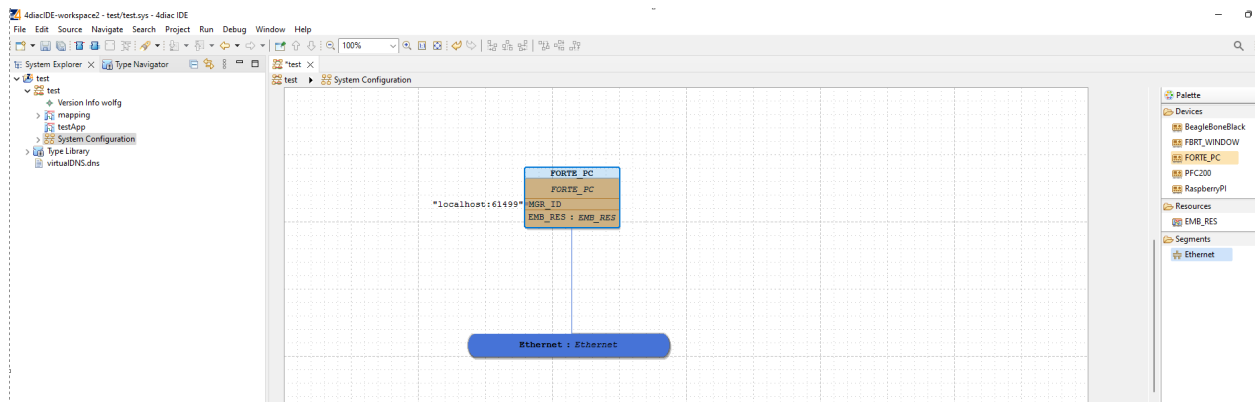 4diacIDE-workspace2 - test/test.sys - 4diac IDE
File Edit Source Navigate Search Project Run Debug Window Help
100%
System Explorer Type Navigator
test
test
Version Info wolfg
mapping
testApp
System Configuration
Type Library
virtualDNS.dns
*test
test System Configuration
FORTE_PC
FORTE_PC
"localhost:61499" MGR_ID
EMB_RES : EMB_RES
Ethernet : Ethernet
Palette
Devices
BeagleBoneBlack
FBRT_WINDOW
FORTE_PC
PFC200
RaspberryPI
Resources
EMB_RES
Segments
Ethernet